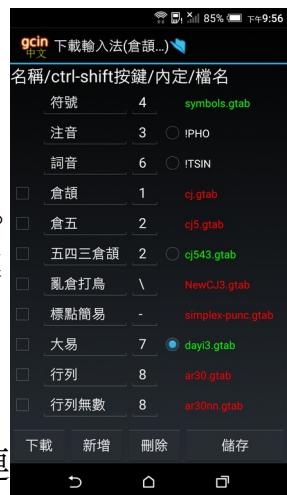 85% 下午9:56
gcin 中文 下載輸入法(倉頡...)
名稱/ctrl-shift按鍵/內定/檔名
符號 4 symbols.gtab
注音 3 !PHO
詞音 6 !TSIN
倉頡 1 cj.gtab
倉五 2 cj5.gtab
五四三倉頡 2 cj543.gtab
亂倉打鳥 \ NewCJ3.gtab
標點簡易 - simplex-punc.gtab
大易 7 dayi3.gtab
行列 8 ar30.gtab
行列無數 8 ar30nn.gtab
下載 新增 刪除 儲存